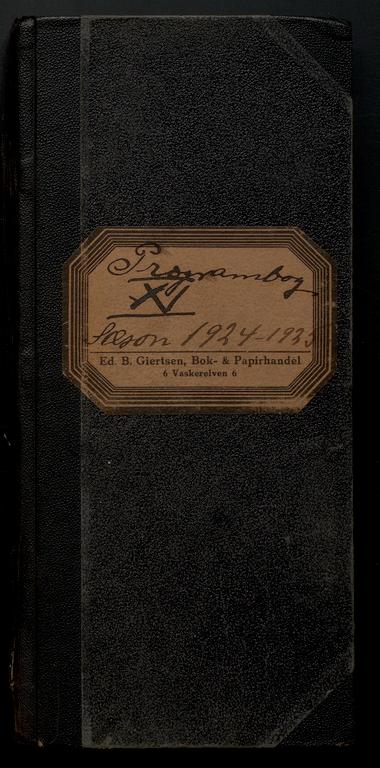 Programbog
XV
Sæson 1924-1925
Ed. B. Giertsen, Bok- & Papirhandel
6 Vaskerelven 6